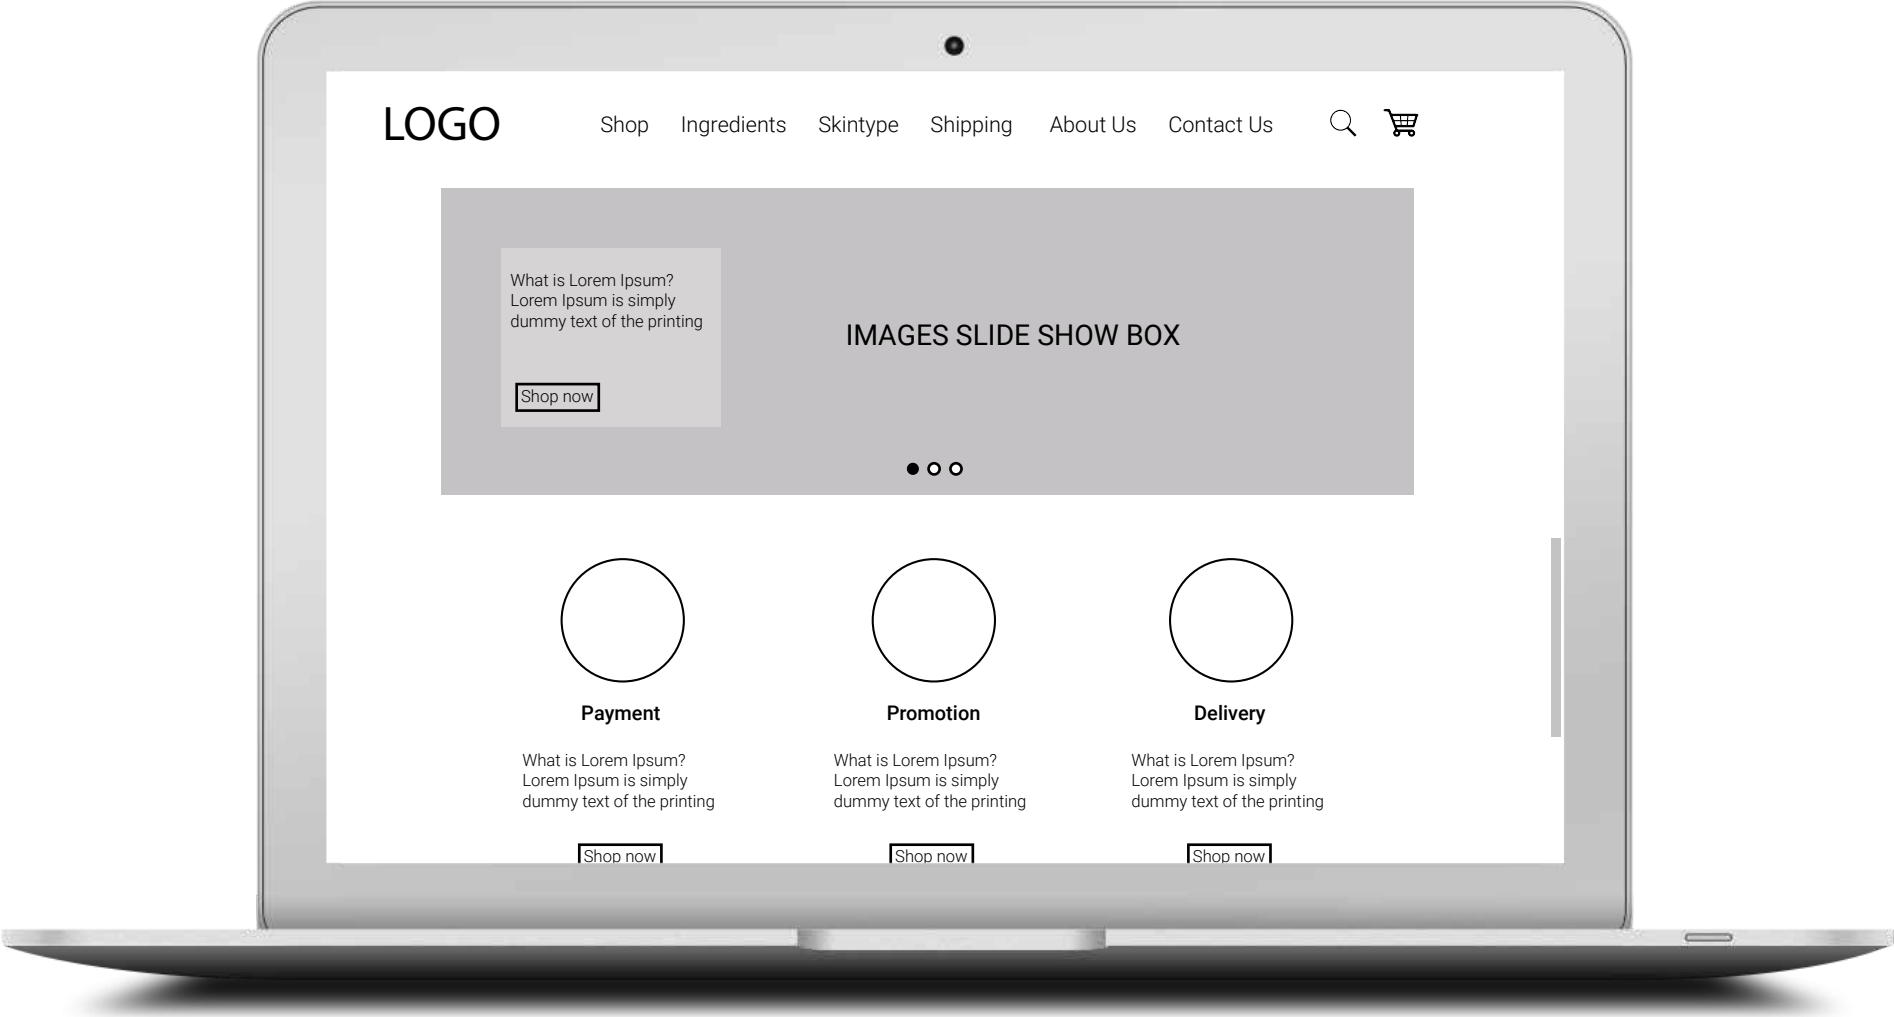 LOGO
Shop Ingredients Skintype Shipping About Us Contact Us
What is Lorem Ipsum?
Lorem Ipsum is simply
dummy text of the printing
Shop now
IMAGES SLIDE SHOW BOX
Payment
What is Lorem Ipsum?
Lorem Ipsum is simply
dummy text of the printing
Shop now
Promotion
What is Lorem Ipsum?
Lorem Ipsum is simply
dummy text of the printing
Shop now
Delivery
What is Lorem Ipsum?
Lorem Ipsum is simply
dummy text of the printing
Shop now